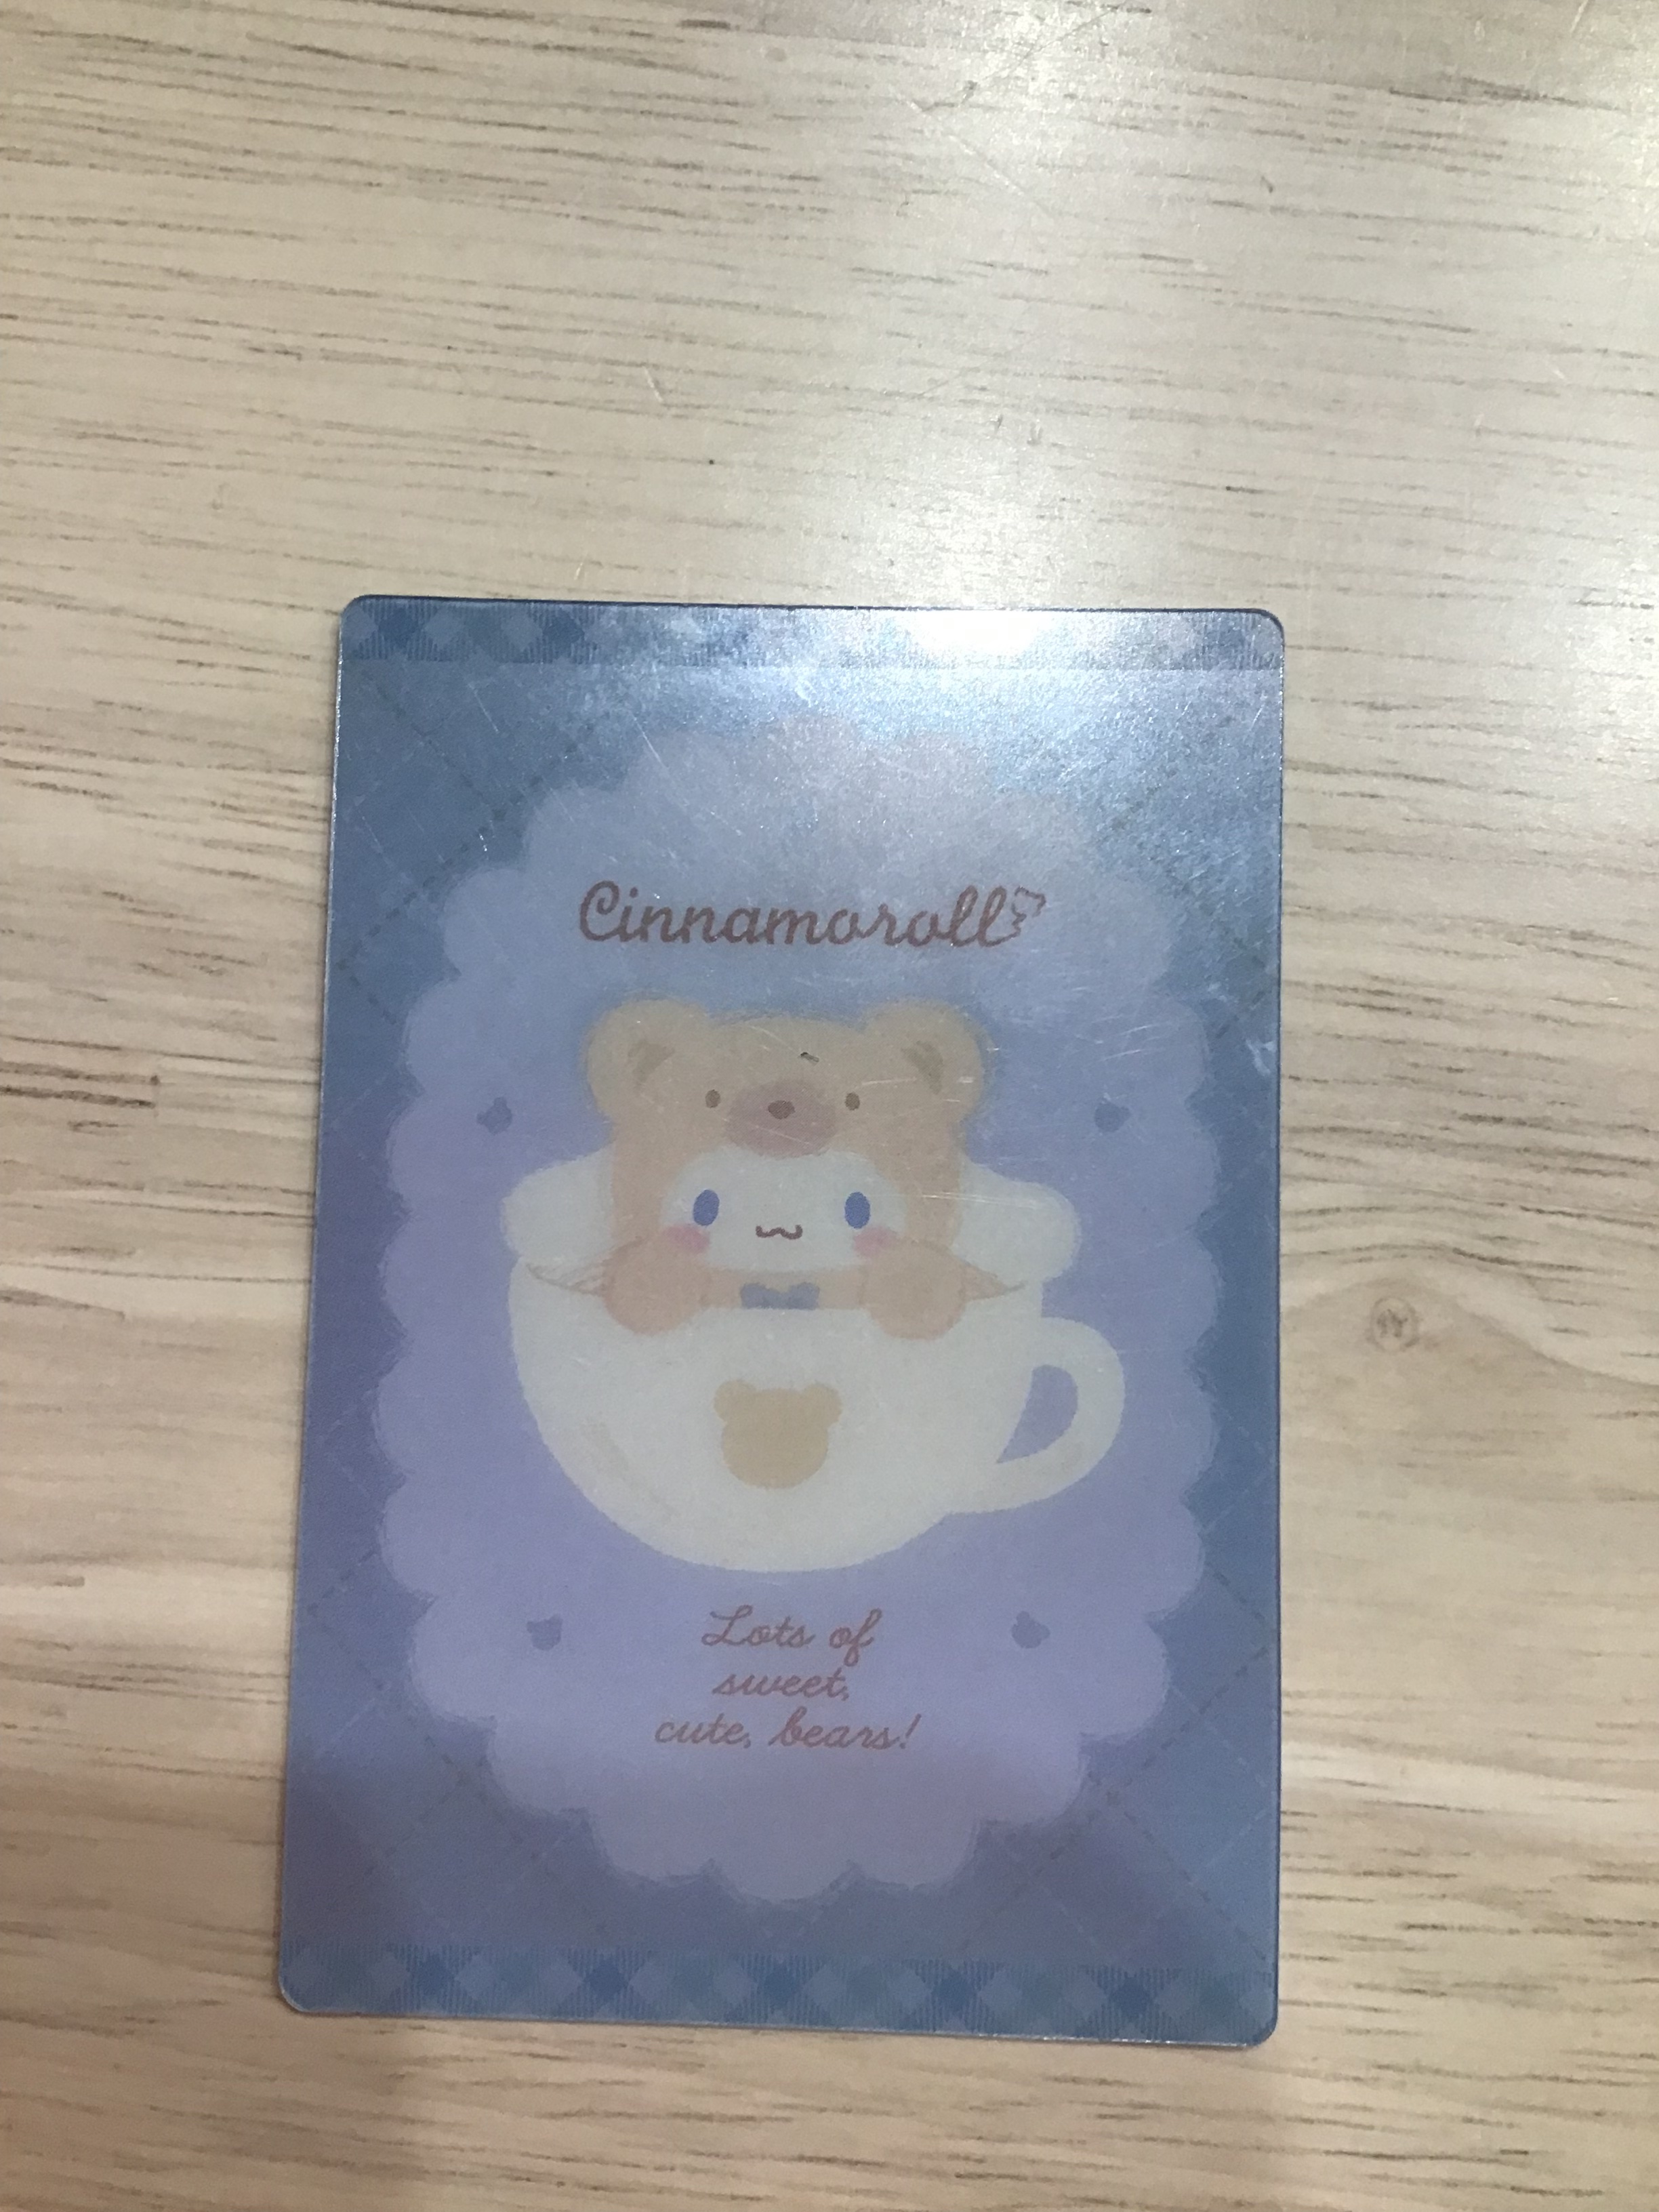 Cinnamoroll
Lots of
sweet,
cute, bears!